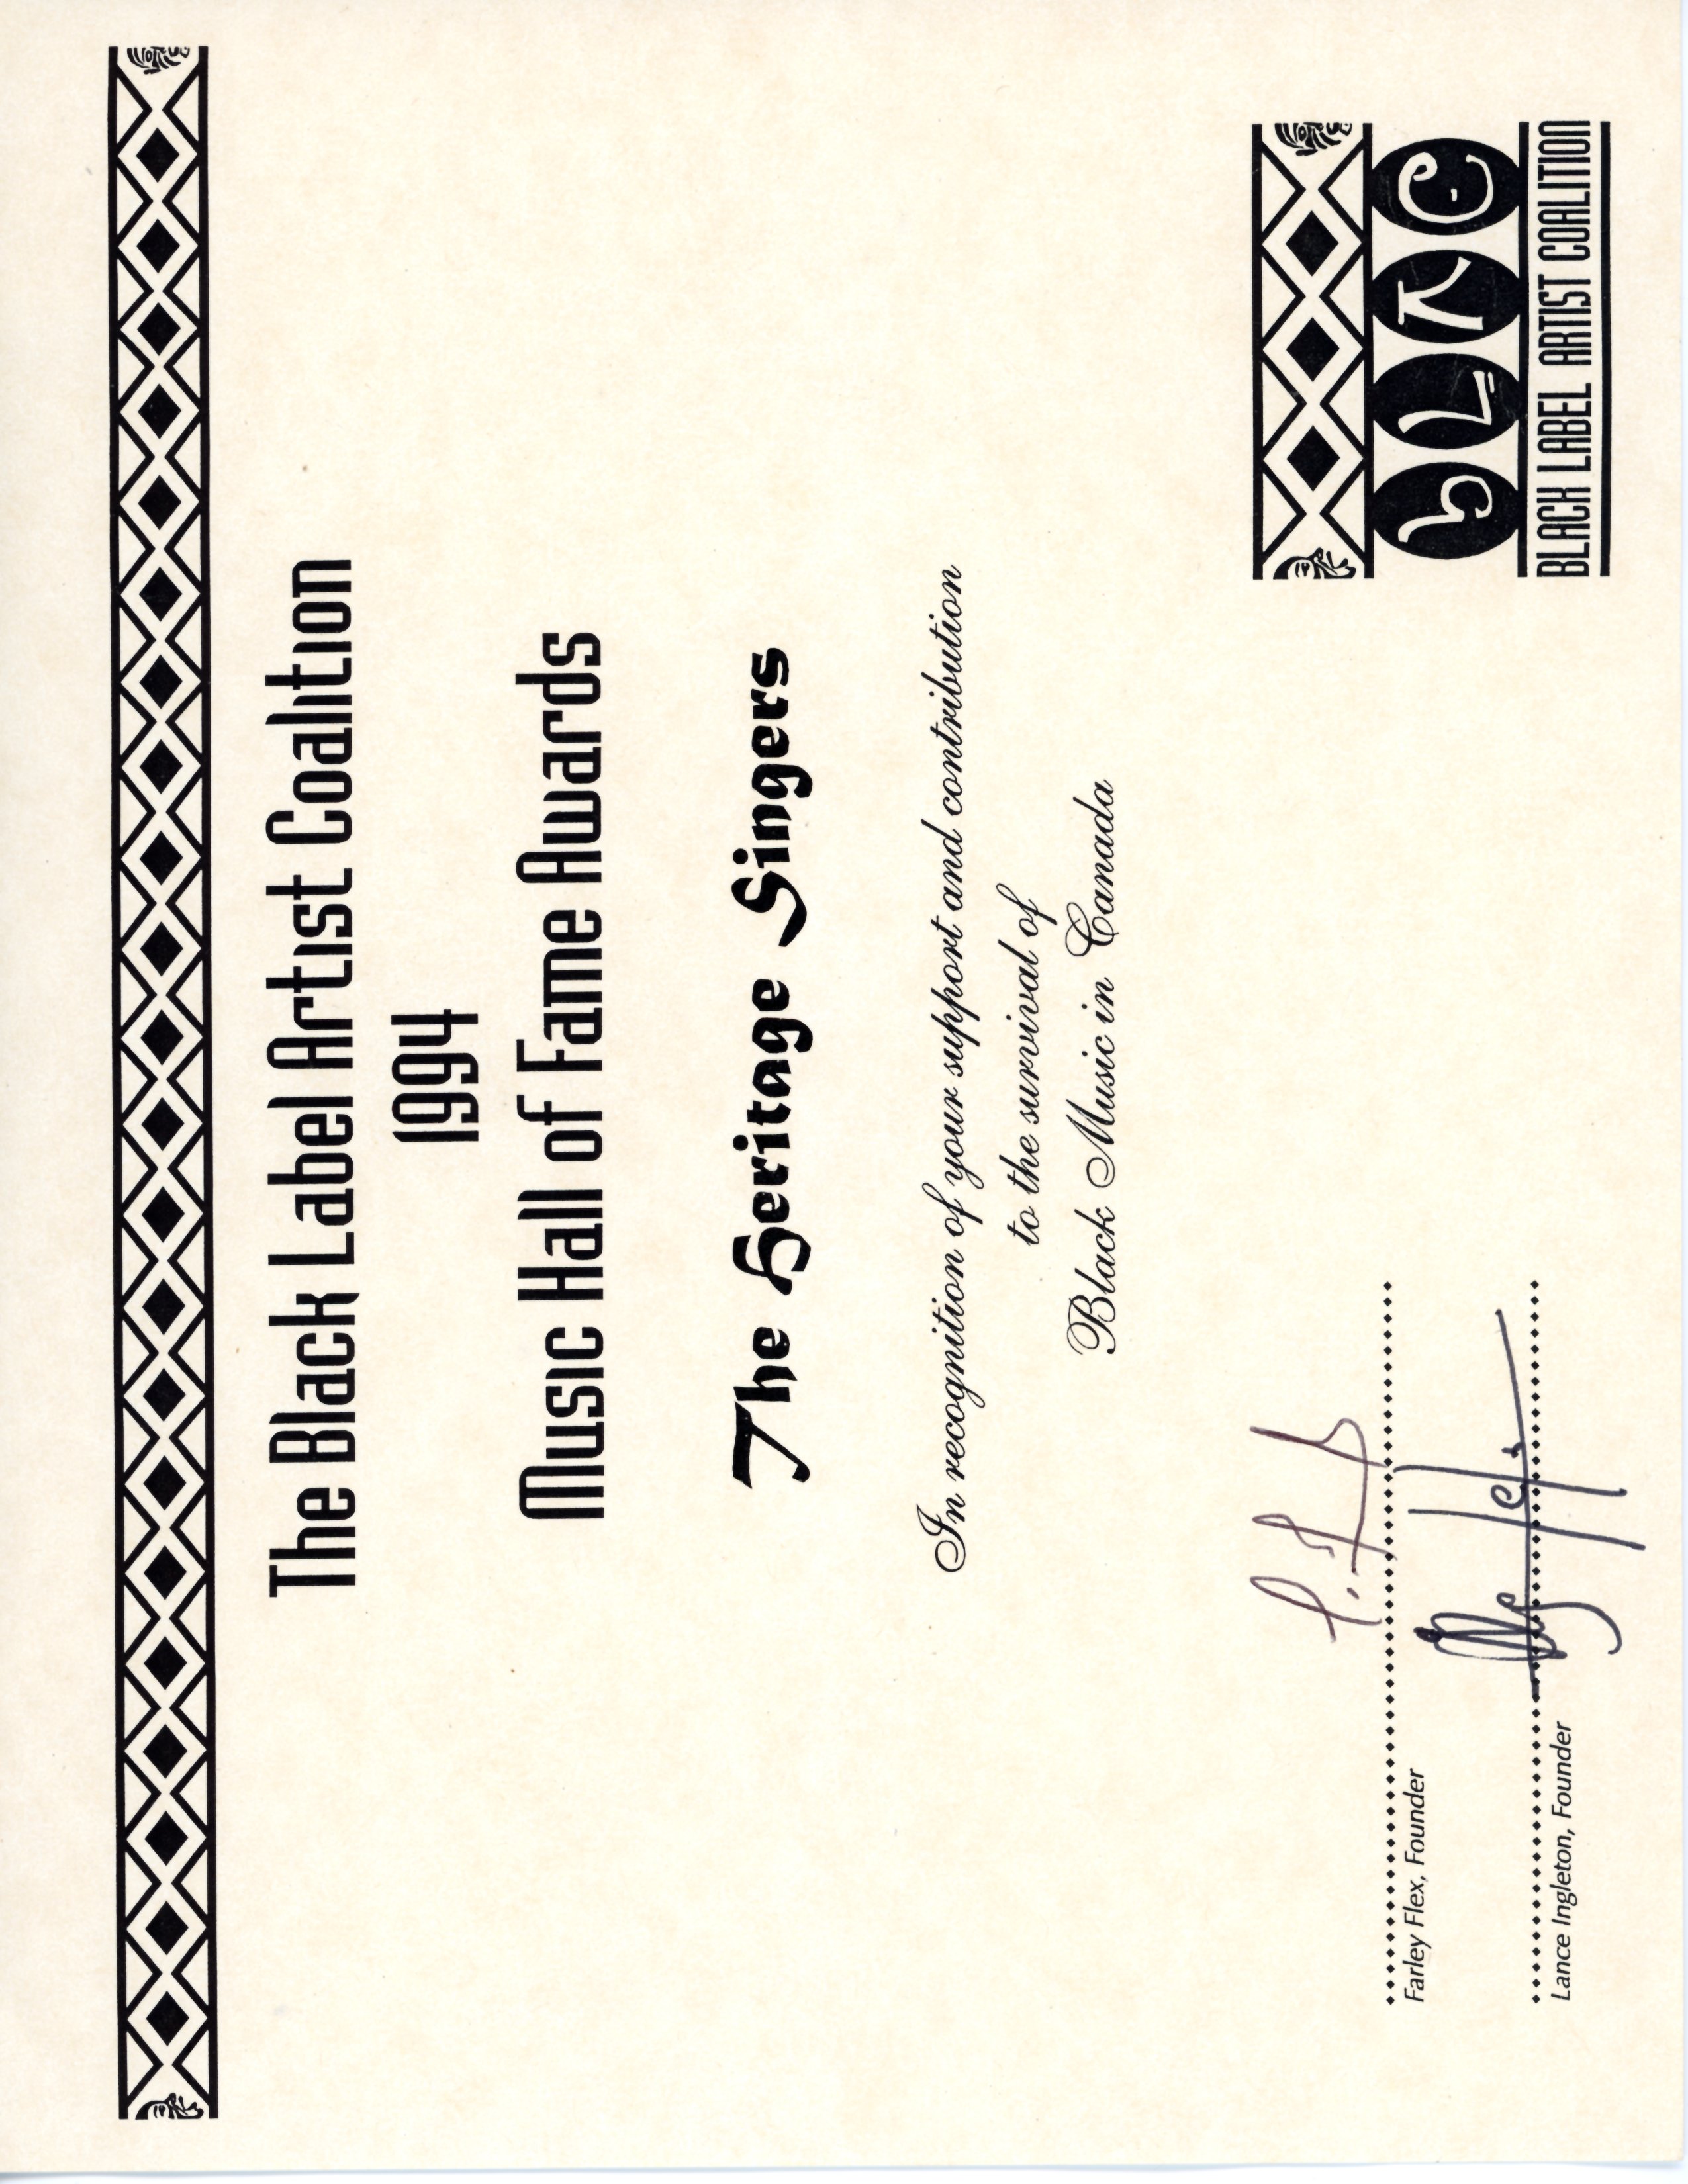 The Black Label Artist Coalition
1994
Music Hall of Fame Awards
The Heritage Singers
In recognition of your support and contribution
to the survival of
Black Music in Canada
Farley Flex, Founder
Lance Ingleton, Founder
BLAC
BLACK LABEL ARTIST COALITION